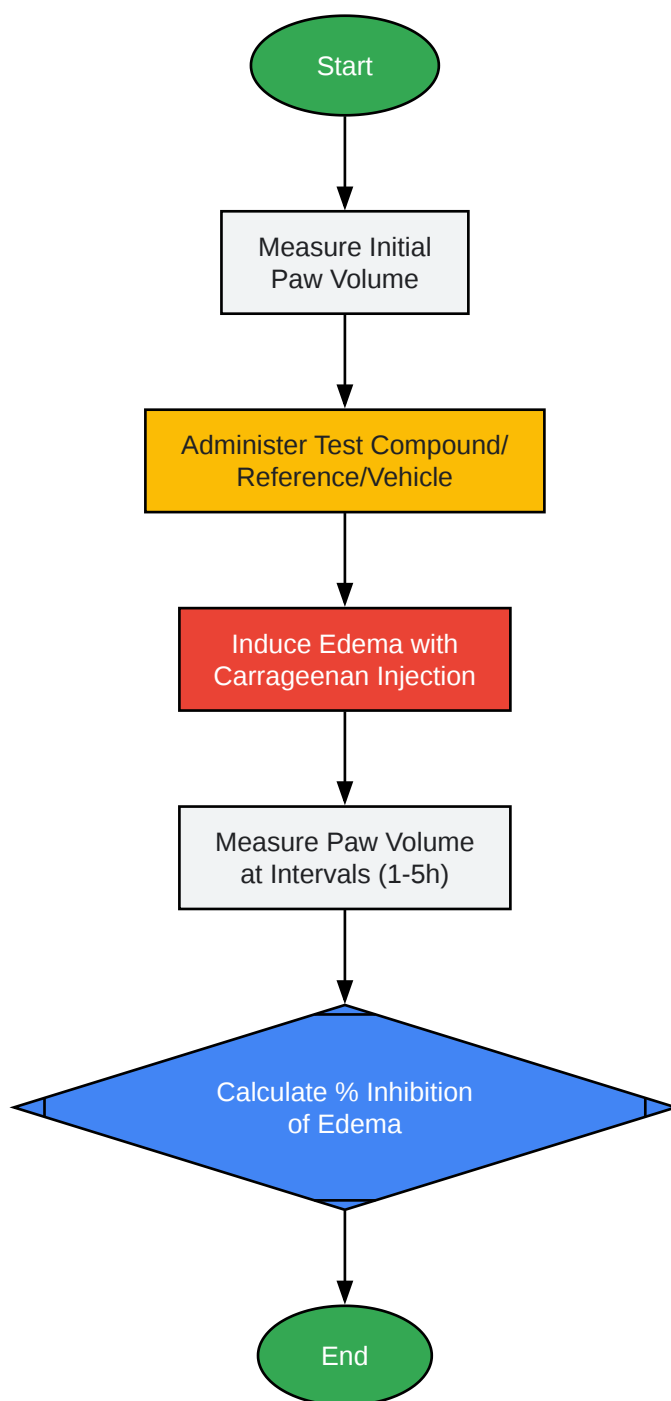 Start
Measure Initial
Paw Volume
Administer Test Compound/
Reference/Vehicle
Induce Edema with
Carrageenan Injection
Measure Paw Volume
at Intervals (1-5h)
Calculate % Inhibition
of Edema
End